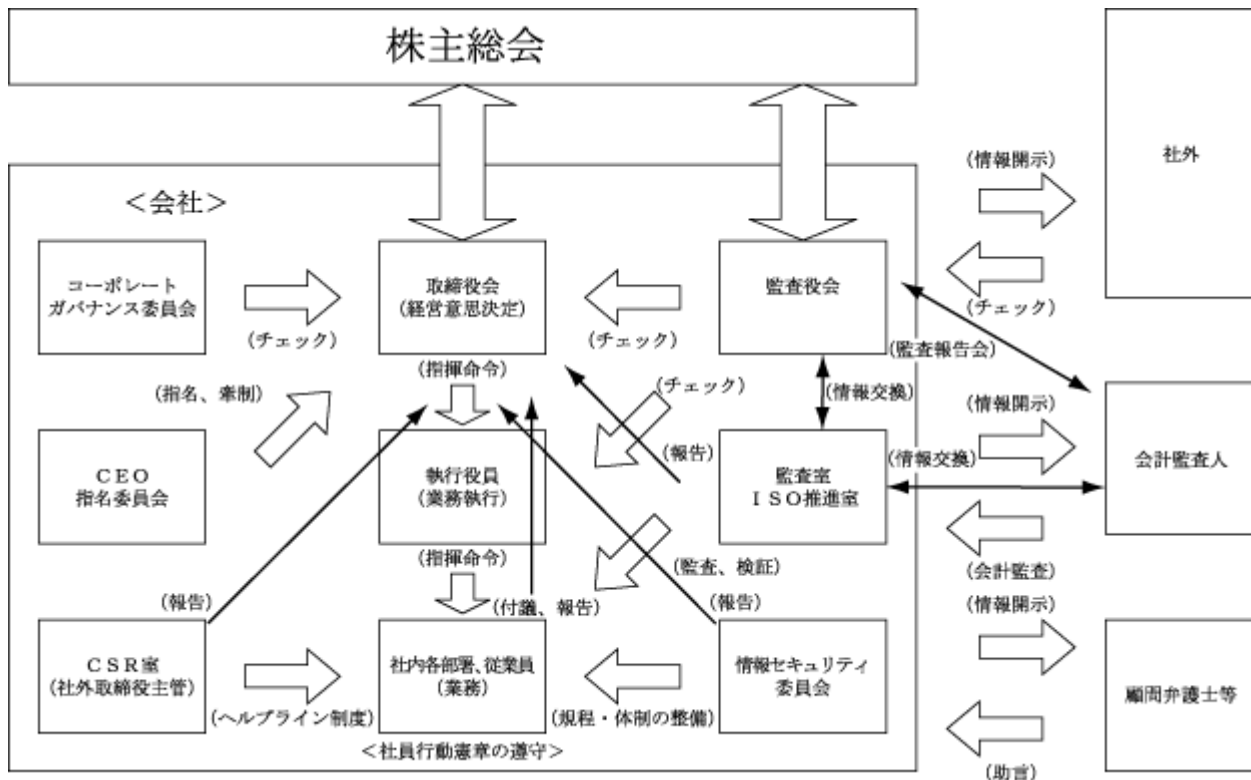 株主総会
＜会社＞
社外
（情報開示）
（チェック）
コーポレート
ガバナンス委員会
（チェック）
取締役会
（経営意思決定）
（チェック）
監査役会
（監査報告会）
（指名、牽制）
（指揮命令）
（チェック）
（情報交換）
（情報開示）
ＣＥＯ
指名委員会
執行役員
（業務執行）
（報告）
監査室
ＩＳＯ推進室
（情報交換）
会計監査人
（会計監査）
（指揮命令）
（監査、検証）
（報告）
（付議、報告）
（報告）
（情報開示）
ＣＳＲ室
（社外取締役主管）
（ヘルプライン制度）
社内各部署、従業員
（業務）
（規程・体制の整備）
情報セキュリティ
委員会
顧問弁護士等
＜社員行動憲章の遵守＞
（助言）